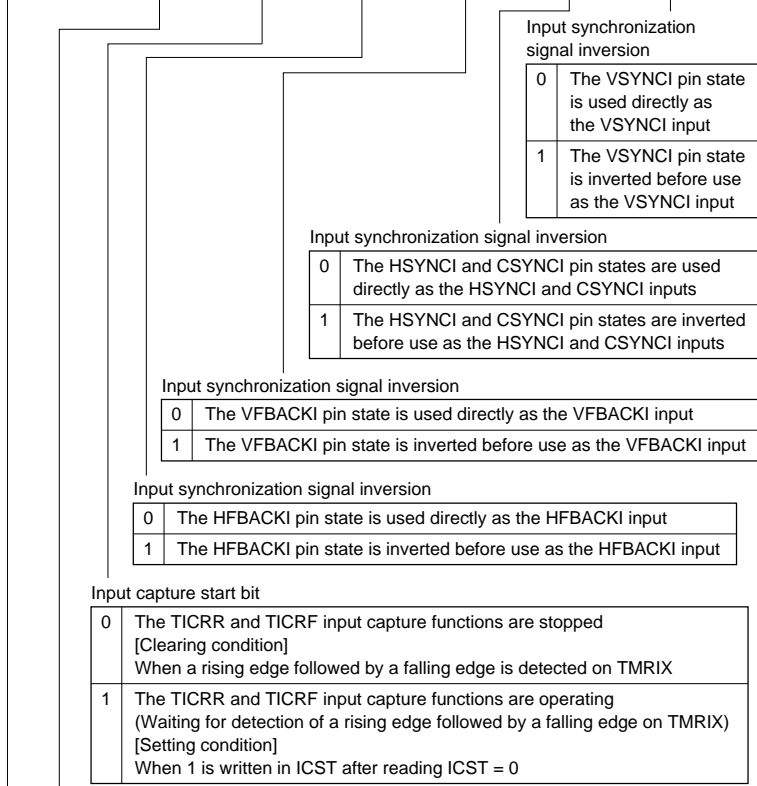 Input synchronization
signal inversion
0 The VSYNCI pin state
is used directly as
the VSYNCI input
1 The VSYNCI pin state
is inverted before use
as the VSYNCI input
Input synchronization signal inversion
0 The HSYNCI and CSYNCI pin states are used
directly as the HSYNCI and CSYNCI inputs
1 The HSYNCI and CSYNCI pin states are inverted
before use as the HSYNCI and CSYNCI inputs
Input synchronization signal inversion
0 The VFBACKI pin state is used directly as the VFBACKI input
1 The VFBACKI pin state is inverted before use as the VFBACKI input
Input synchronization signal inversion
0 The HFBACKI pin state is used directly as the HFBACKI input
1 The HFBACKI pin state is inverted before use as the HFBACKI input
Input capture start bit
0 The TICRR and TICRF input capture functions are stopped
[Clearing condition]
When a rising edge followed by a falling edge is detected on TMRIX
1 The TICRR and TICRF input capture functions are operating
(Waiting for detection of a rising edge followed by a falling edge on TMRIX)
[Setting condition]
When 1 is written in ICST after reading ICST = 0